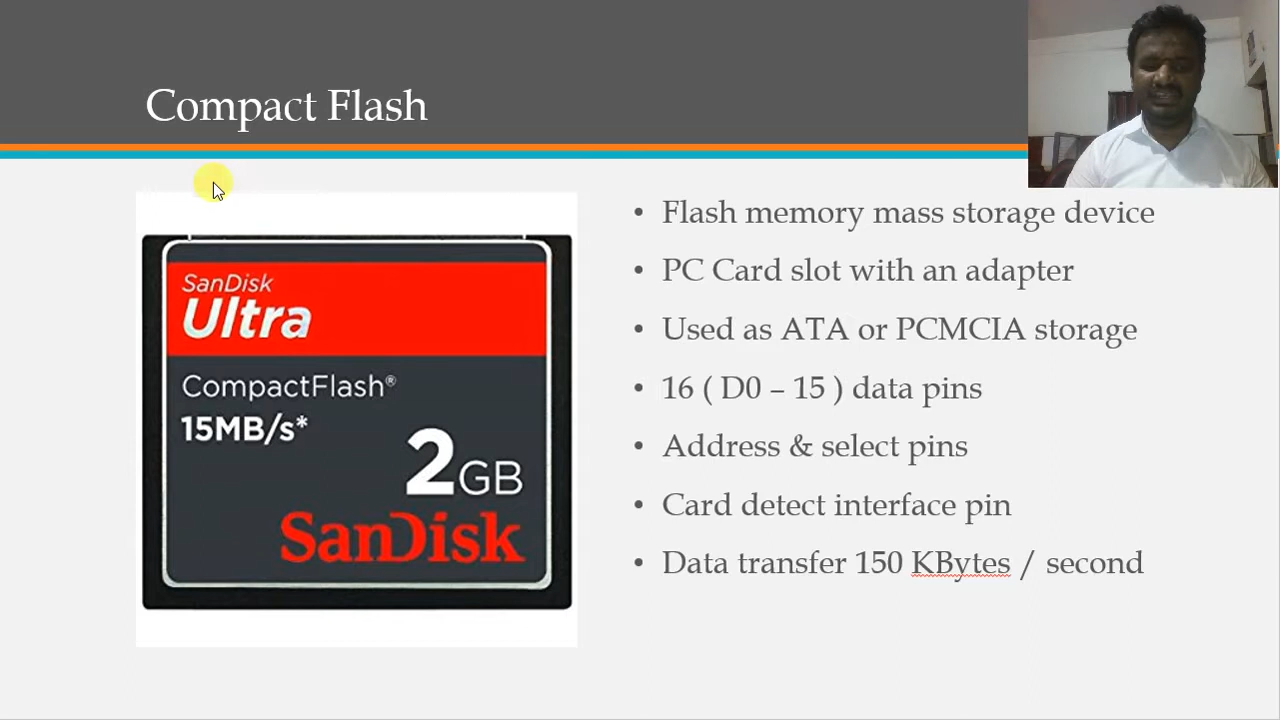 Compact Flash
SanDisk
Ultra
CompactFlash®
15MB/s*
2GB
SanDisk
• Flash memory mass storage device
• PC Card slot with an adapter
• Used as ATA or PCMCIA storage
• 16 ( D0 – 15 ) data pins
• Address & select pins
• Card detect interface pin
• Data transfer 150 KBytes / second